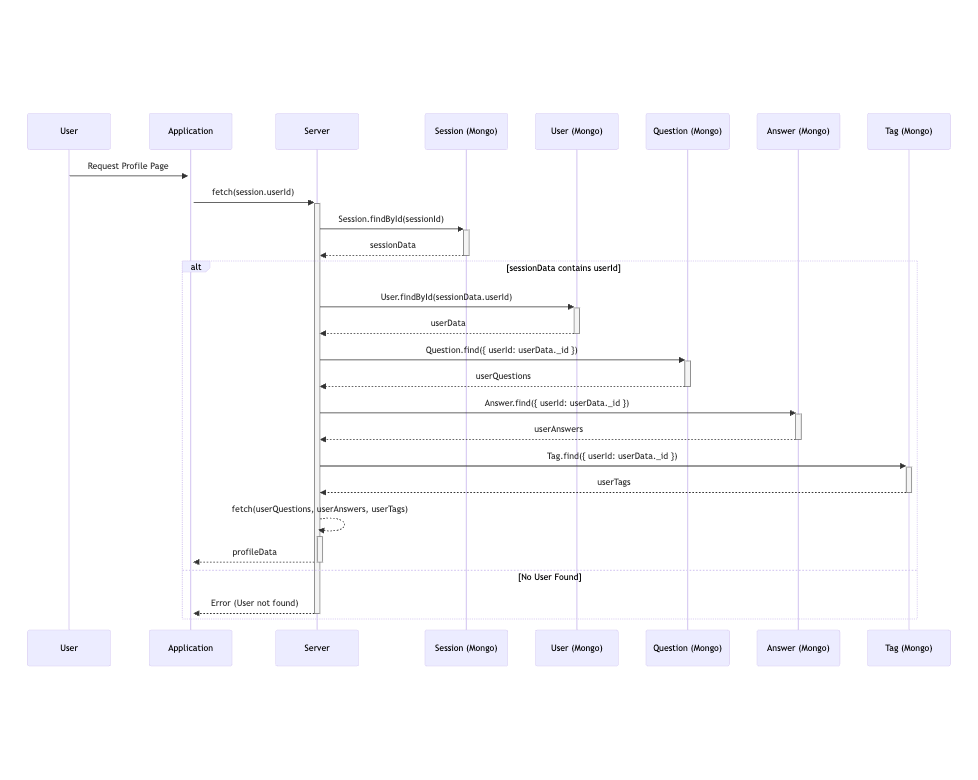 User
Application
Server
Session (Mongo)
User (Mongo)
Question (Mongo)
Answer (Mongo)
Tag (Mongo)
Request Profile Page
fetch(session.userId)
Session.findById(sessionId)
sessionData
alt
[sessionData contains userId]
User.findById(sessionData.userId)
userData
Question.find({ userId: userData._id })
userQuestions
Answer.find({ userId: userData._id })
userAnswers
Tag.find({ userId: userData._id })
userTags
fetch(userQuestions, userAnswers, userTags)
profileData
[No User Found]
Error (User not found)
User
Application
Server
Session (Mongo)
User (Mongo)
Question (Mongo)
Answer (Mongo)
Tag (Mongo)